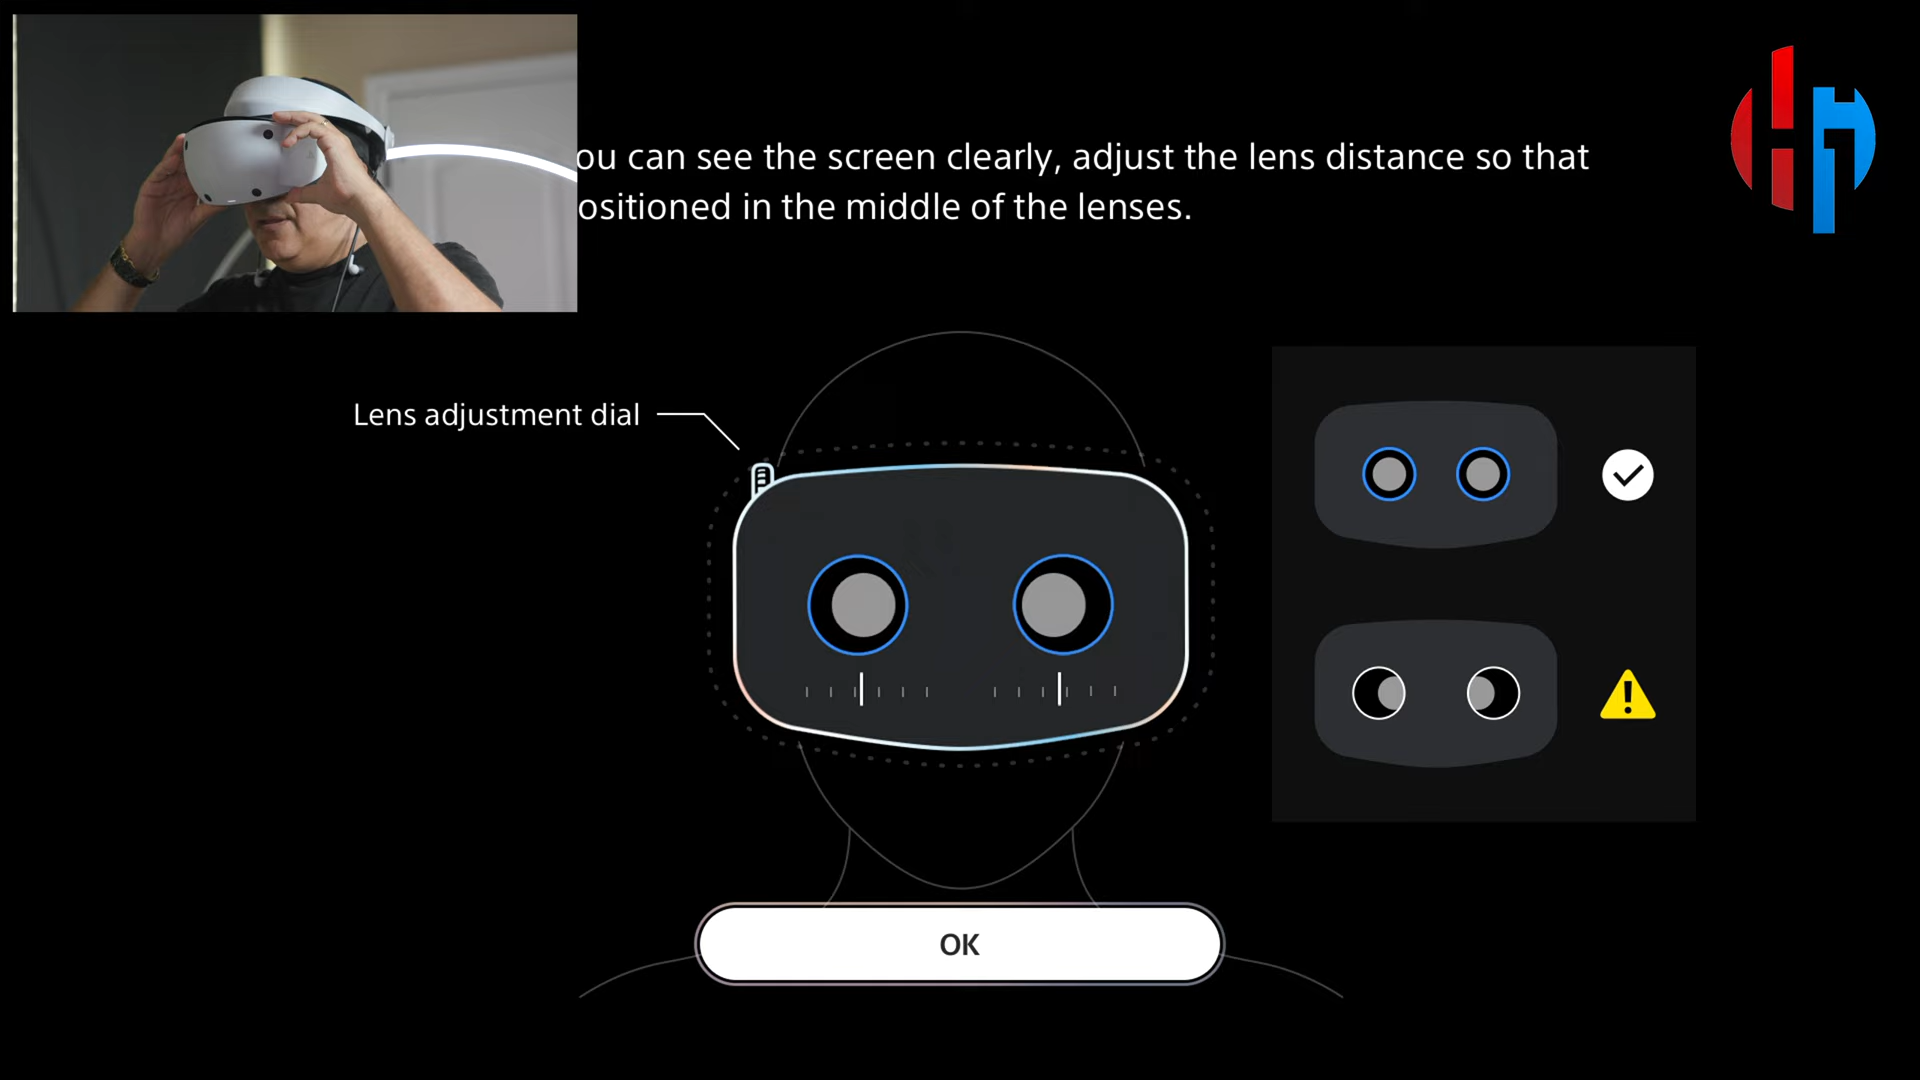 ou can see the screen clearly, adjust the lens distance so that
ositioned in the middle of the lenses.
Lens adjustment dial
OK